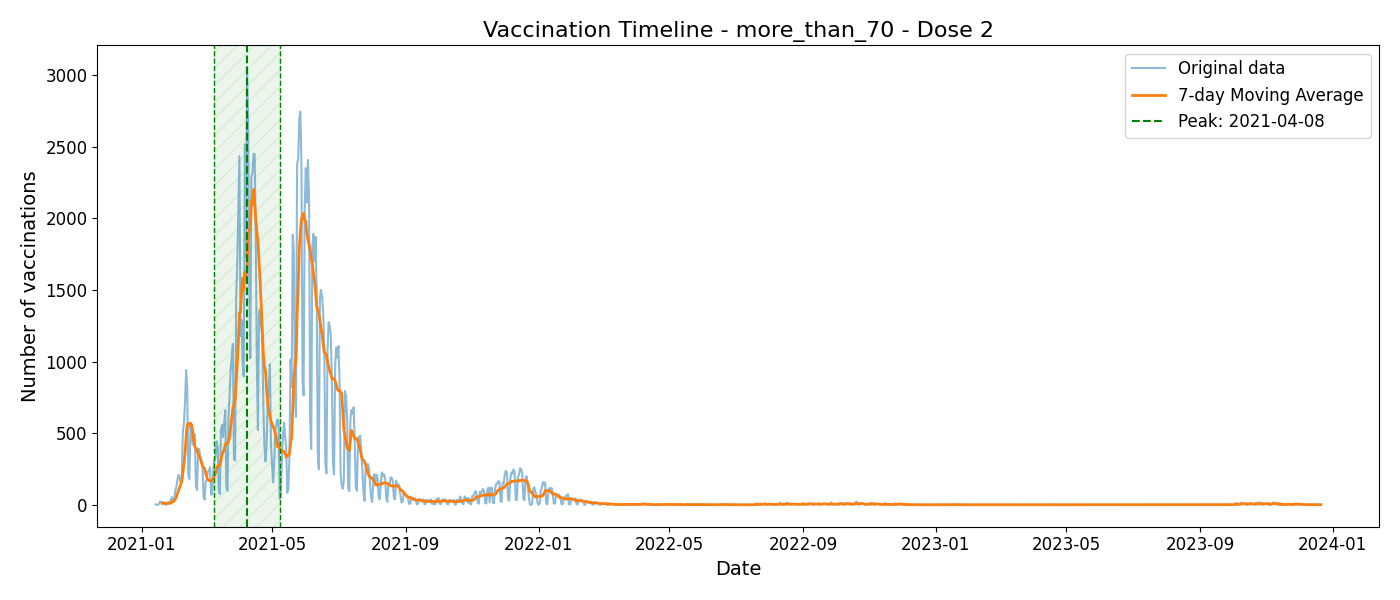 Vaccination Timeline - more_than_70 - Dose 2
Original data
7-day Moving Average
Peak: 2021-04-08
Number of vaccinations
3000
2500
2000
1500
1000
500
0
2021-01 2021-05 2021-09 2022-01 2022-05 2022-09 2023-01 2023-05 2023-09 2024-01
Date